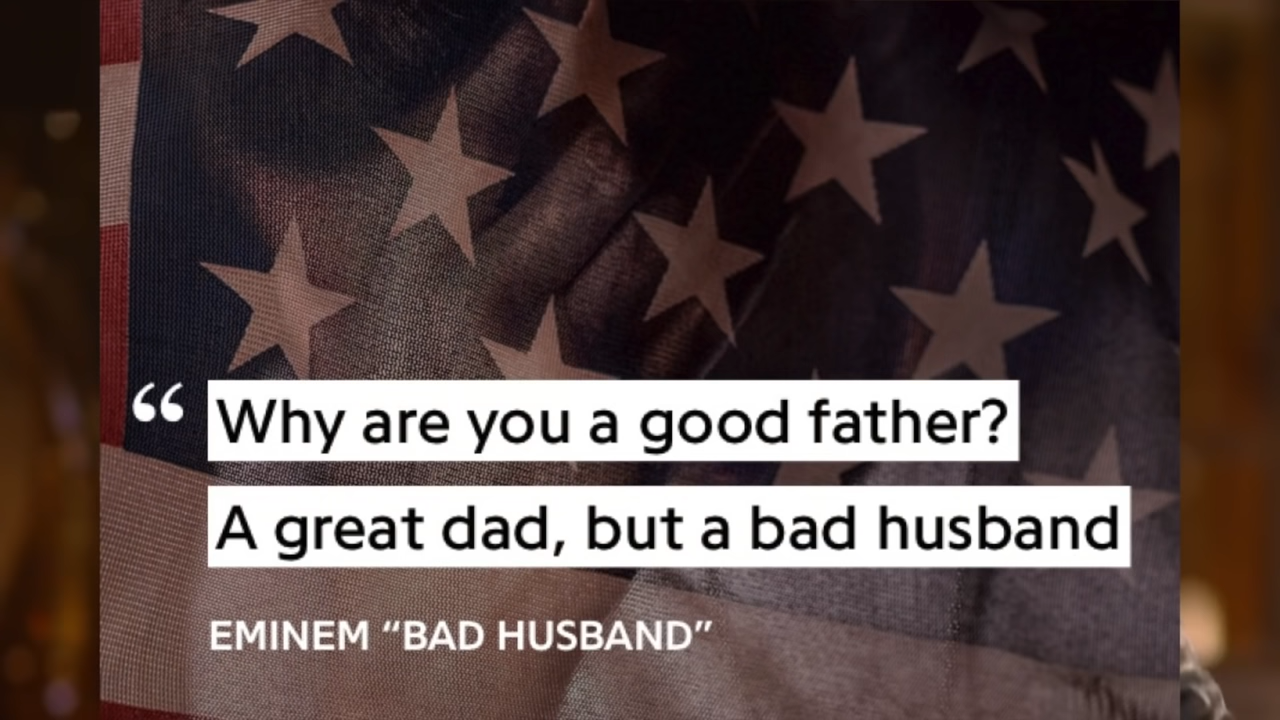 “Why are you a good father?
A great dad, but a bad husband
EMINEM “BAD HUSBAND”